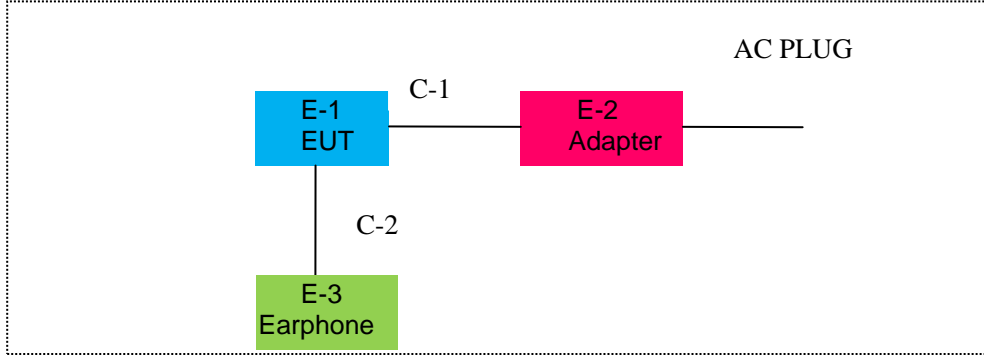 AC PLUG
C-1
E-1
EUT
E-2
Adapter
C-2
E-3
Earphone